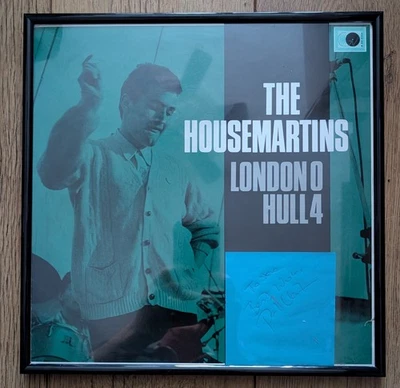 THE
HOUSEMARTINS
LONDON 0
HULL 4